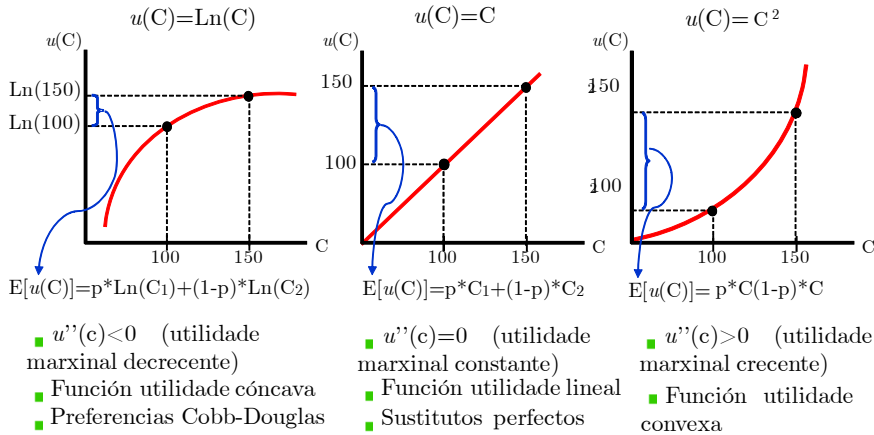 u(C)=Ln(C)
u(C)
Ln(150)
Ln(100)
100
150
C
E[u(C)]=p*Ln(C₁)+(1-p)*Ln(C₂)
u’’(c)<0 (utilidade
marxinal decrecente)
Función utilidade cóncava
Preferencias Cobb-Douglas
u(C)=C
u(C)
150
100
100
150
C
E[u(C)]=p*C₁+(1-p)*C₂
u’’(c)=0 (utilidade
marxinal constante)
Función utilidade lineal
Sustitutos perfectos
u(C)=C²
u(C)
150
2
100
2
100
150
C
E[u(C)]=p*C(1-p)*C
u’’(c)>0 (utilidade
marxinal crecente)
Función utilidade
convexa